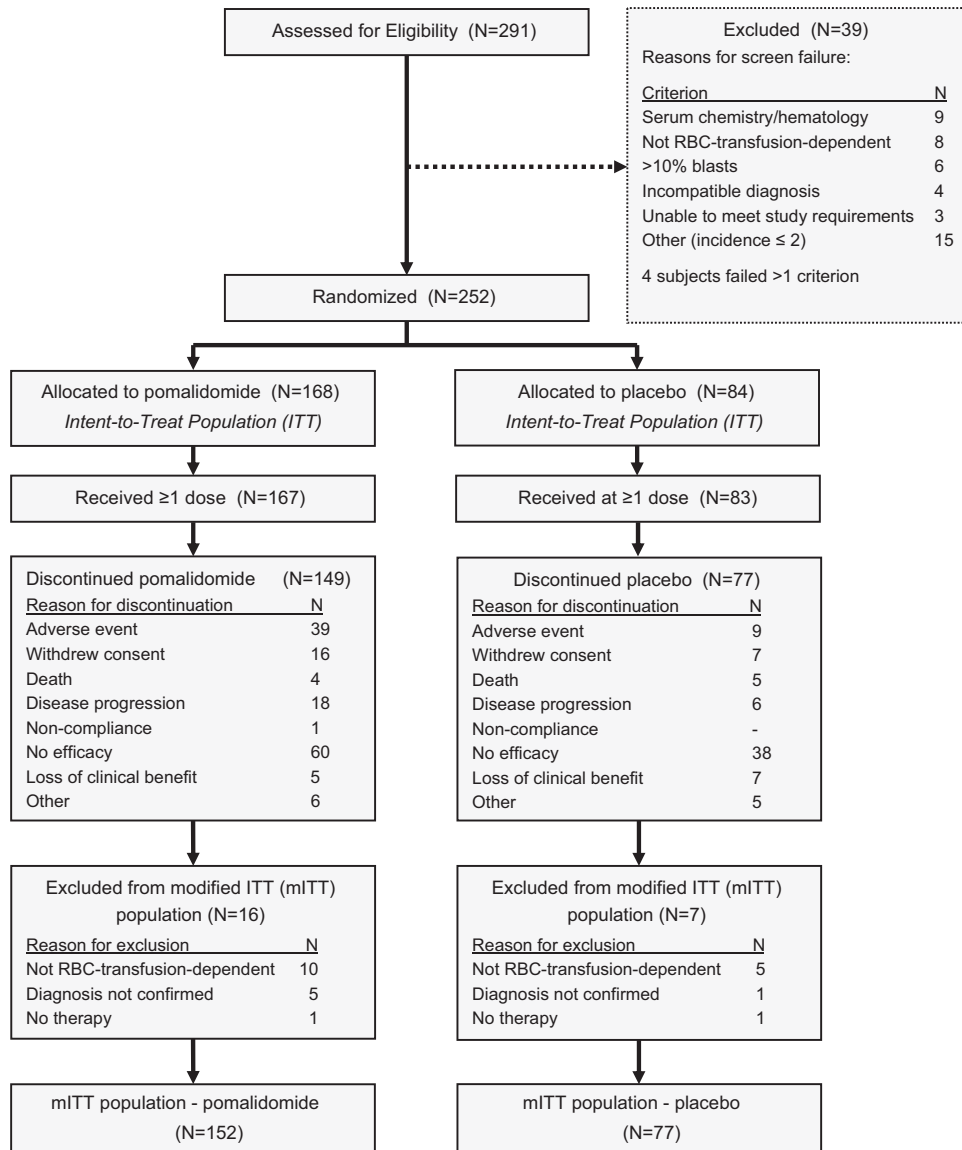 Assessed for Eligibility (N=291)
Excluded (N=39)
Reasons for screen failure:
Criterion N
Serum chemistry/hematology 9
Not RBC-transfusion-dependent 8
>10% blasts 6
Incompatible diagnosis 4
Unable to meet study requirements 3
Other (incidence ≤ 2) 15
4 subjects failed >1 criterion
Randomized (N=252)
Allocated to pomalidomide (N=168)
Intent-to-Treat Population (ITT)
Allocated to placebo (N=84)
Intent-to-Treat Population (ITT)
Received ≥1 dose (N=167)
Received at ≥1 dose (N=83)
Discontinued pomalidomide (N=149)
Reason for discontinuation N
Adverse event 39
Withdrew consent 16
Death 4
Disease progression 18
Non-compliance 1
No efficacy 60
Loss of clinical benefit 5
Other 6
Discontinued placebo (N=77)
Reason for discontinuation N
Adverse event 9
Withdrew consent 7
Death 5
Disease progression 6
Non-compliance -
No efficacy 38
Loss of clinical benefit 7
Other 5
Excluded from modified ITT (mITT)
population (N=16)
Reason for exclusion N
Not RBC-transfusion-dependent 10
Diagnosis not confirmed 5
No therapy 1
Excluded from modified ITT (mITT)
population (N=7)
Reason for exclusion N
Not RBC-transfusion-dependent 5
Diagnosis not confirmed 1
No therapy 1
mITT population - pomalidomide
(N=152)
mITT population - placebo
(N=77)